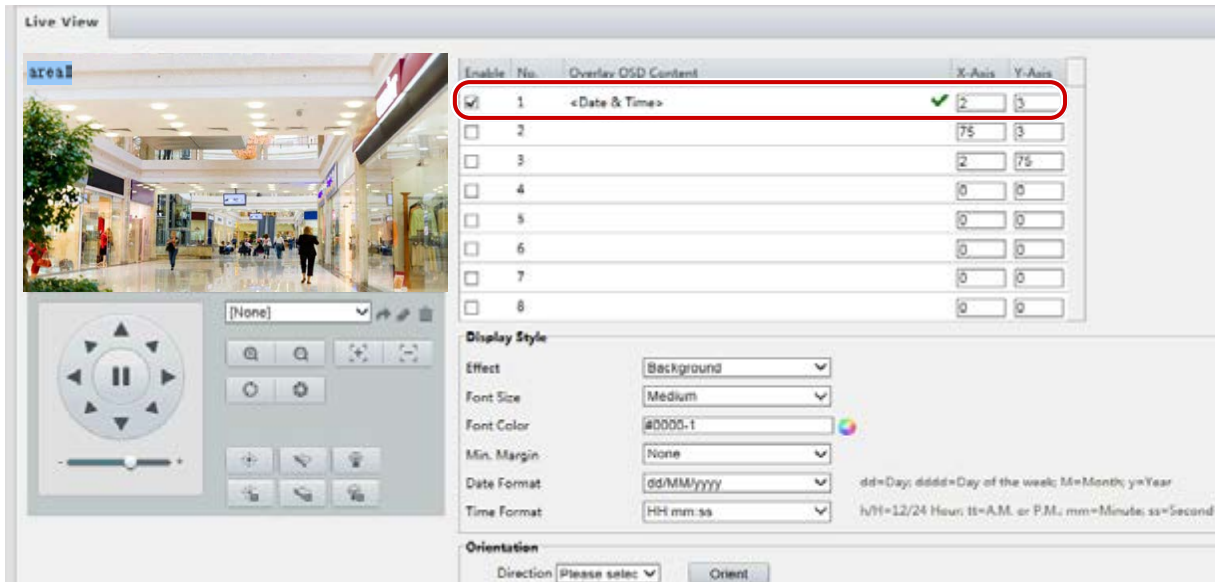 Live View
area1
Enable No. Overlay OSD Content X-Axis Y-Axis
1 <Date & Time> 2 3
2 75 3
3 2 75
4 0 0
5 0 0
6 0 0
7 0 0
8 0 0
[None]
- +
Display Style
Effect Background
Font Size Medium
Font Color #0000-1
Min. Margin None
Date Format dd/MM/yyyy dd=Day; dddd=Day of the week; M=Month; y=Year
Time Format HH:mm:ss h/H=12/24 Hour; tt=A.M. or P.M.; mm=Minute; ss=Second
Orientation
Direction Please selec Orient